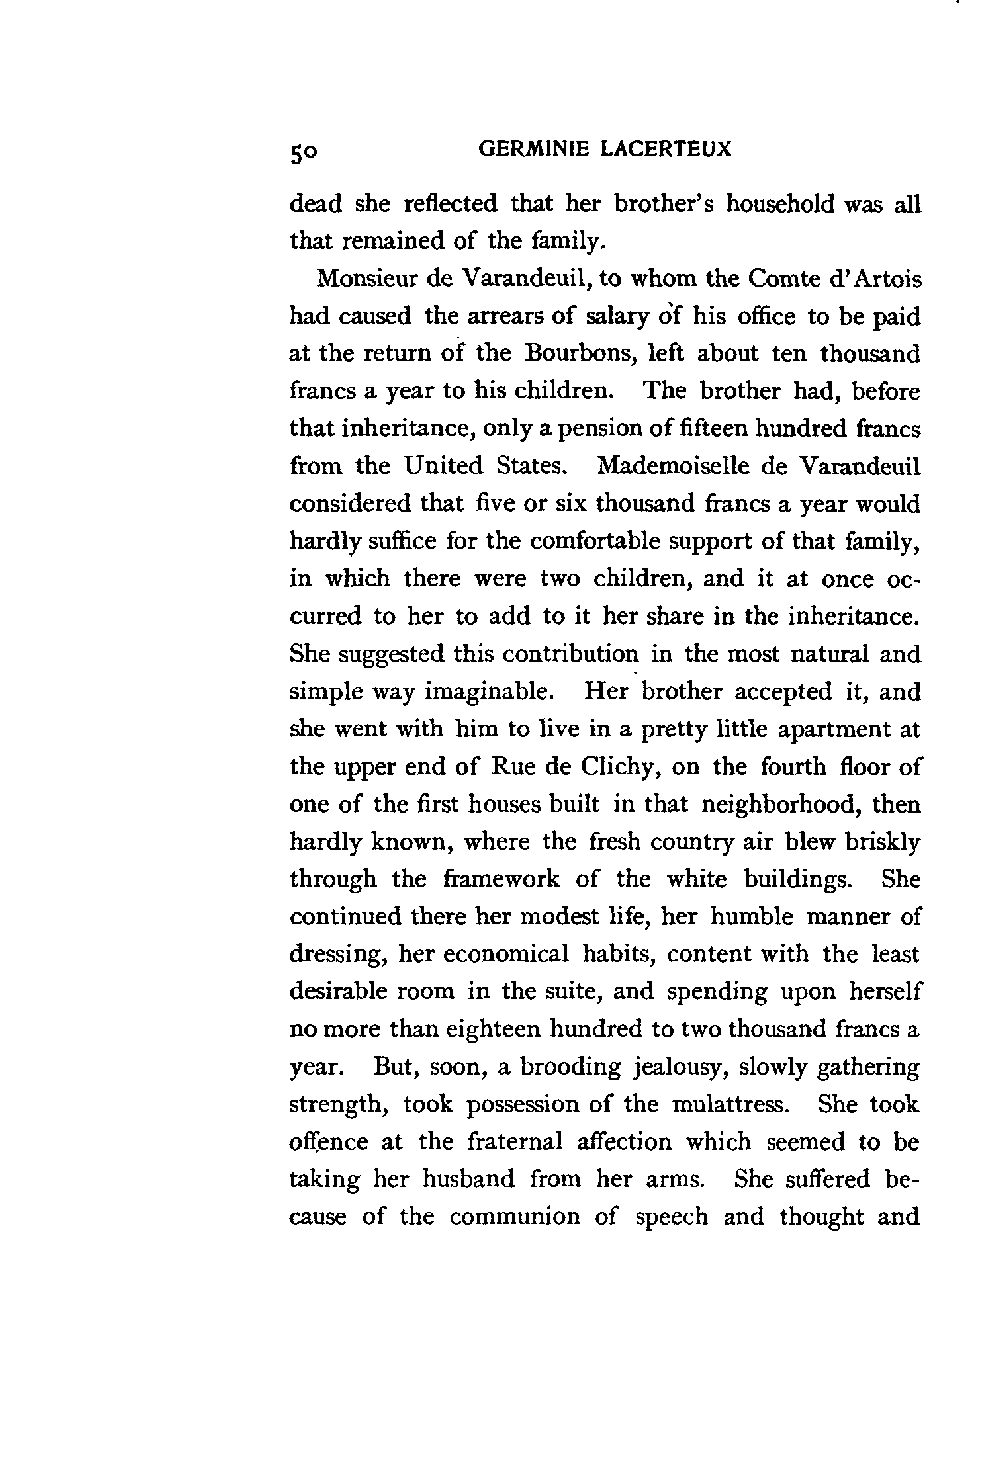 50 GERMINIE LACERTEUX
dead she reflected that her brother's household was all
that remained of the family.
Monsieur de Varandeuil, to whom the Comte d'Artois
had caused the arrears of salary of his office to be paid
at the return of the Bourbons, left about ten thousand
francs a year to his children. The brother had, before
that inheritance, only a pension of fifteen hundred francs
from the United States. Mademoiselle de Varandeuil
considered that five or six thousand francs a year would
hardly suffice for the comfortable support of that family,
in which there were two children, and it at once oc-
curred to her to add to it her share in the inheritance.
She suggested this contribution in the most natural and
simple way imaginable. Her brother accepted it, and
she went with him to live in a pretty little apartment at
the upper end of Rue de Clichy, on the fourth floor of
one of the first houses built in that neighborhood, then
hardly known, where the fresh country air blew briskly
through the framework of the white buildings. She
continued there her modest life, her humble manner of
dressing, her economical habits, content with the least
desirable room in the suite, and spending upon herself
no more than eighteen hundred to two thousand francs a
year. But, soon, a brooding jealousy, slowly gathering
strength, took possession of the mulattress. She took
offence at the fraternal affection which seemed to be
taking her husband from her arms. She suffered be-
cause of the communion of speech and thought and